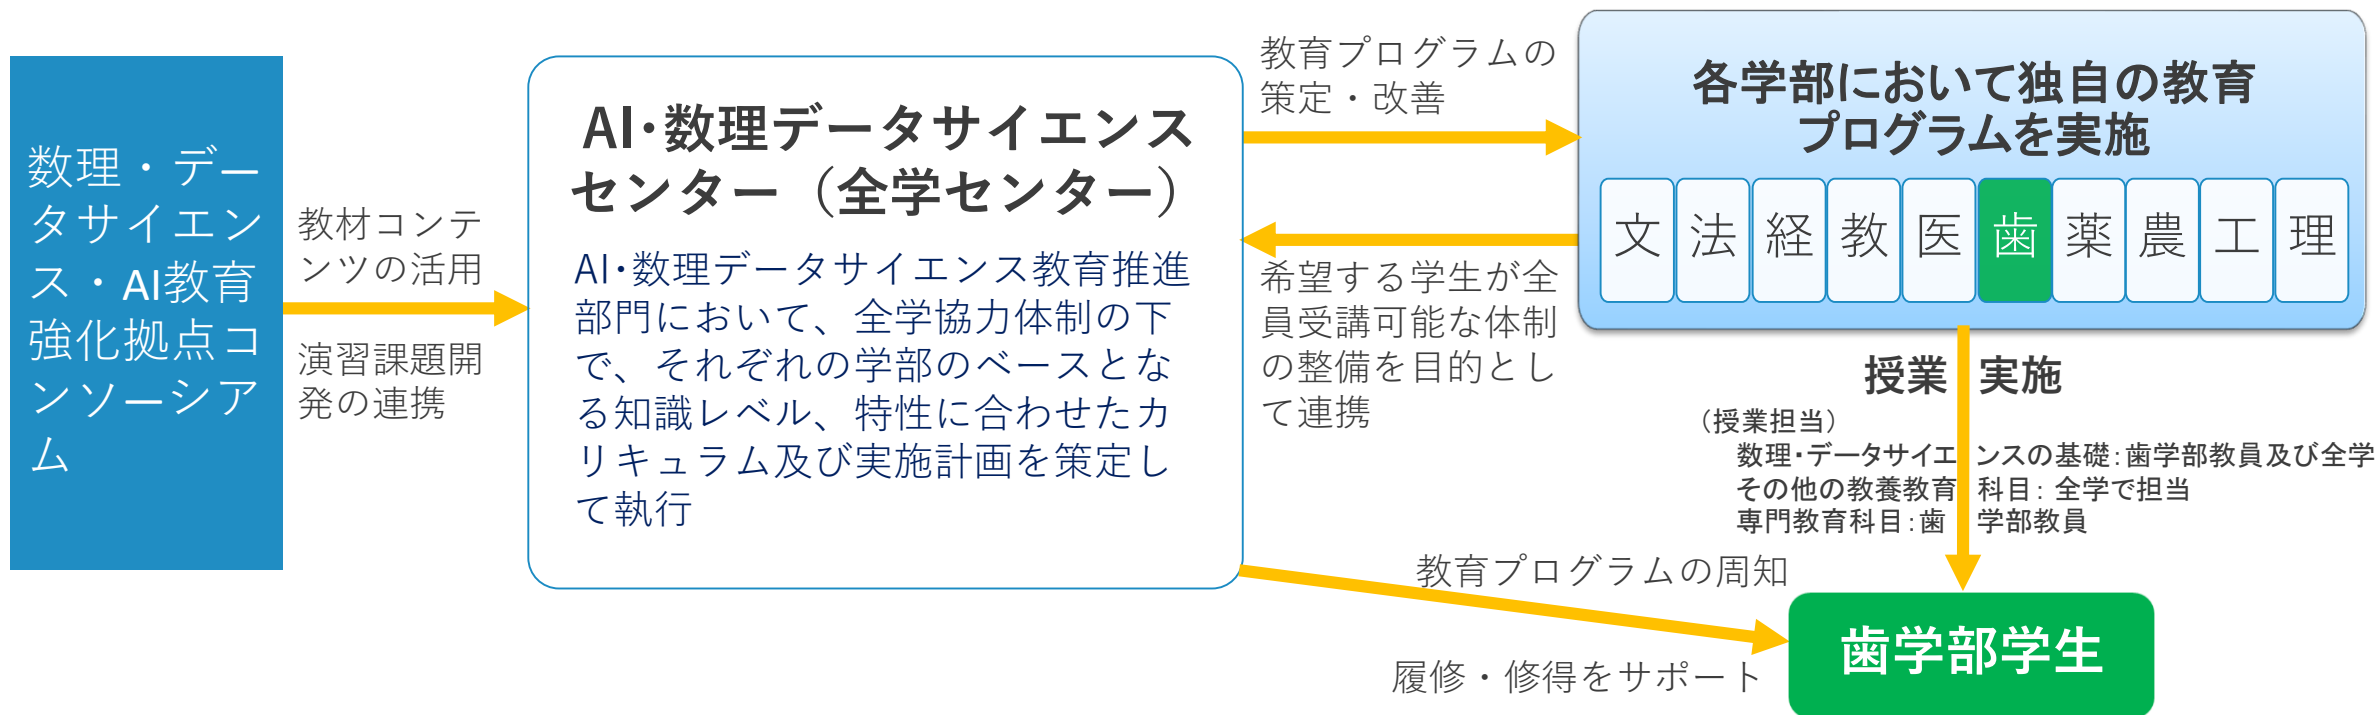 数理・デー
タサイエン
ス・AI教育
強化拠点コ
ンソーシア
ム
教材コンテ
ンツの活用
演習課題開
発の連携
AI・数理データサイエンス
センター（全学センター）
AI・数理データサイエンス教育推進
部門において、全学協力体制の下
で、それぞれの学部のベースとな
る知識レベル、特性に合わせたカ
リキュラム及び実施計画を策定し
て執行
教育プログラムの
策定・改善
希望する学生が全
員受講可能な体制
の整備を目的とし
て連携
各学部において独自の教育
プログラムを実施
文 法 経 教 医 歯 薬 農 工 理
授業 実施
（授業担当）
数理・データサイエンスの基礎：歯学部教員及び全学
その他の教養教育科目：全学で担当
専門教育科目：歯学部教員
教育プログラムの周知
履修・修得をサポート
歯学部学生